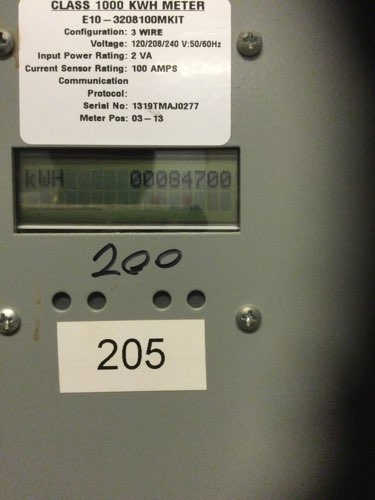 CLASS 1000 KWH METER
E10-3208100MKIT
Configuration: 3 WIRE
Voltage: 120/208/240 V:50/60Hz
Input Power Rating: 2 VA
Current Sensor Rating: 100 AMPS
Communication
Protocol:
Serial No: 1319TMAJ0277
Meter Pos: 03-13
kWH 00084700
200
205